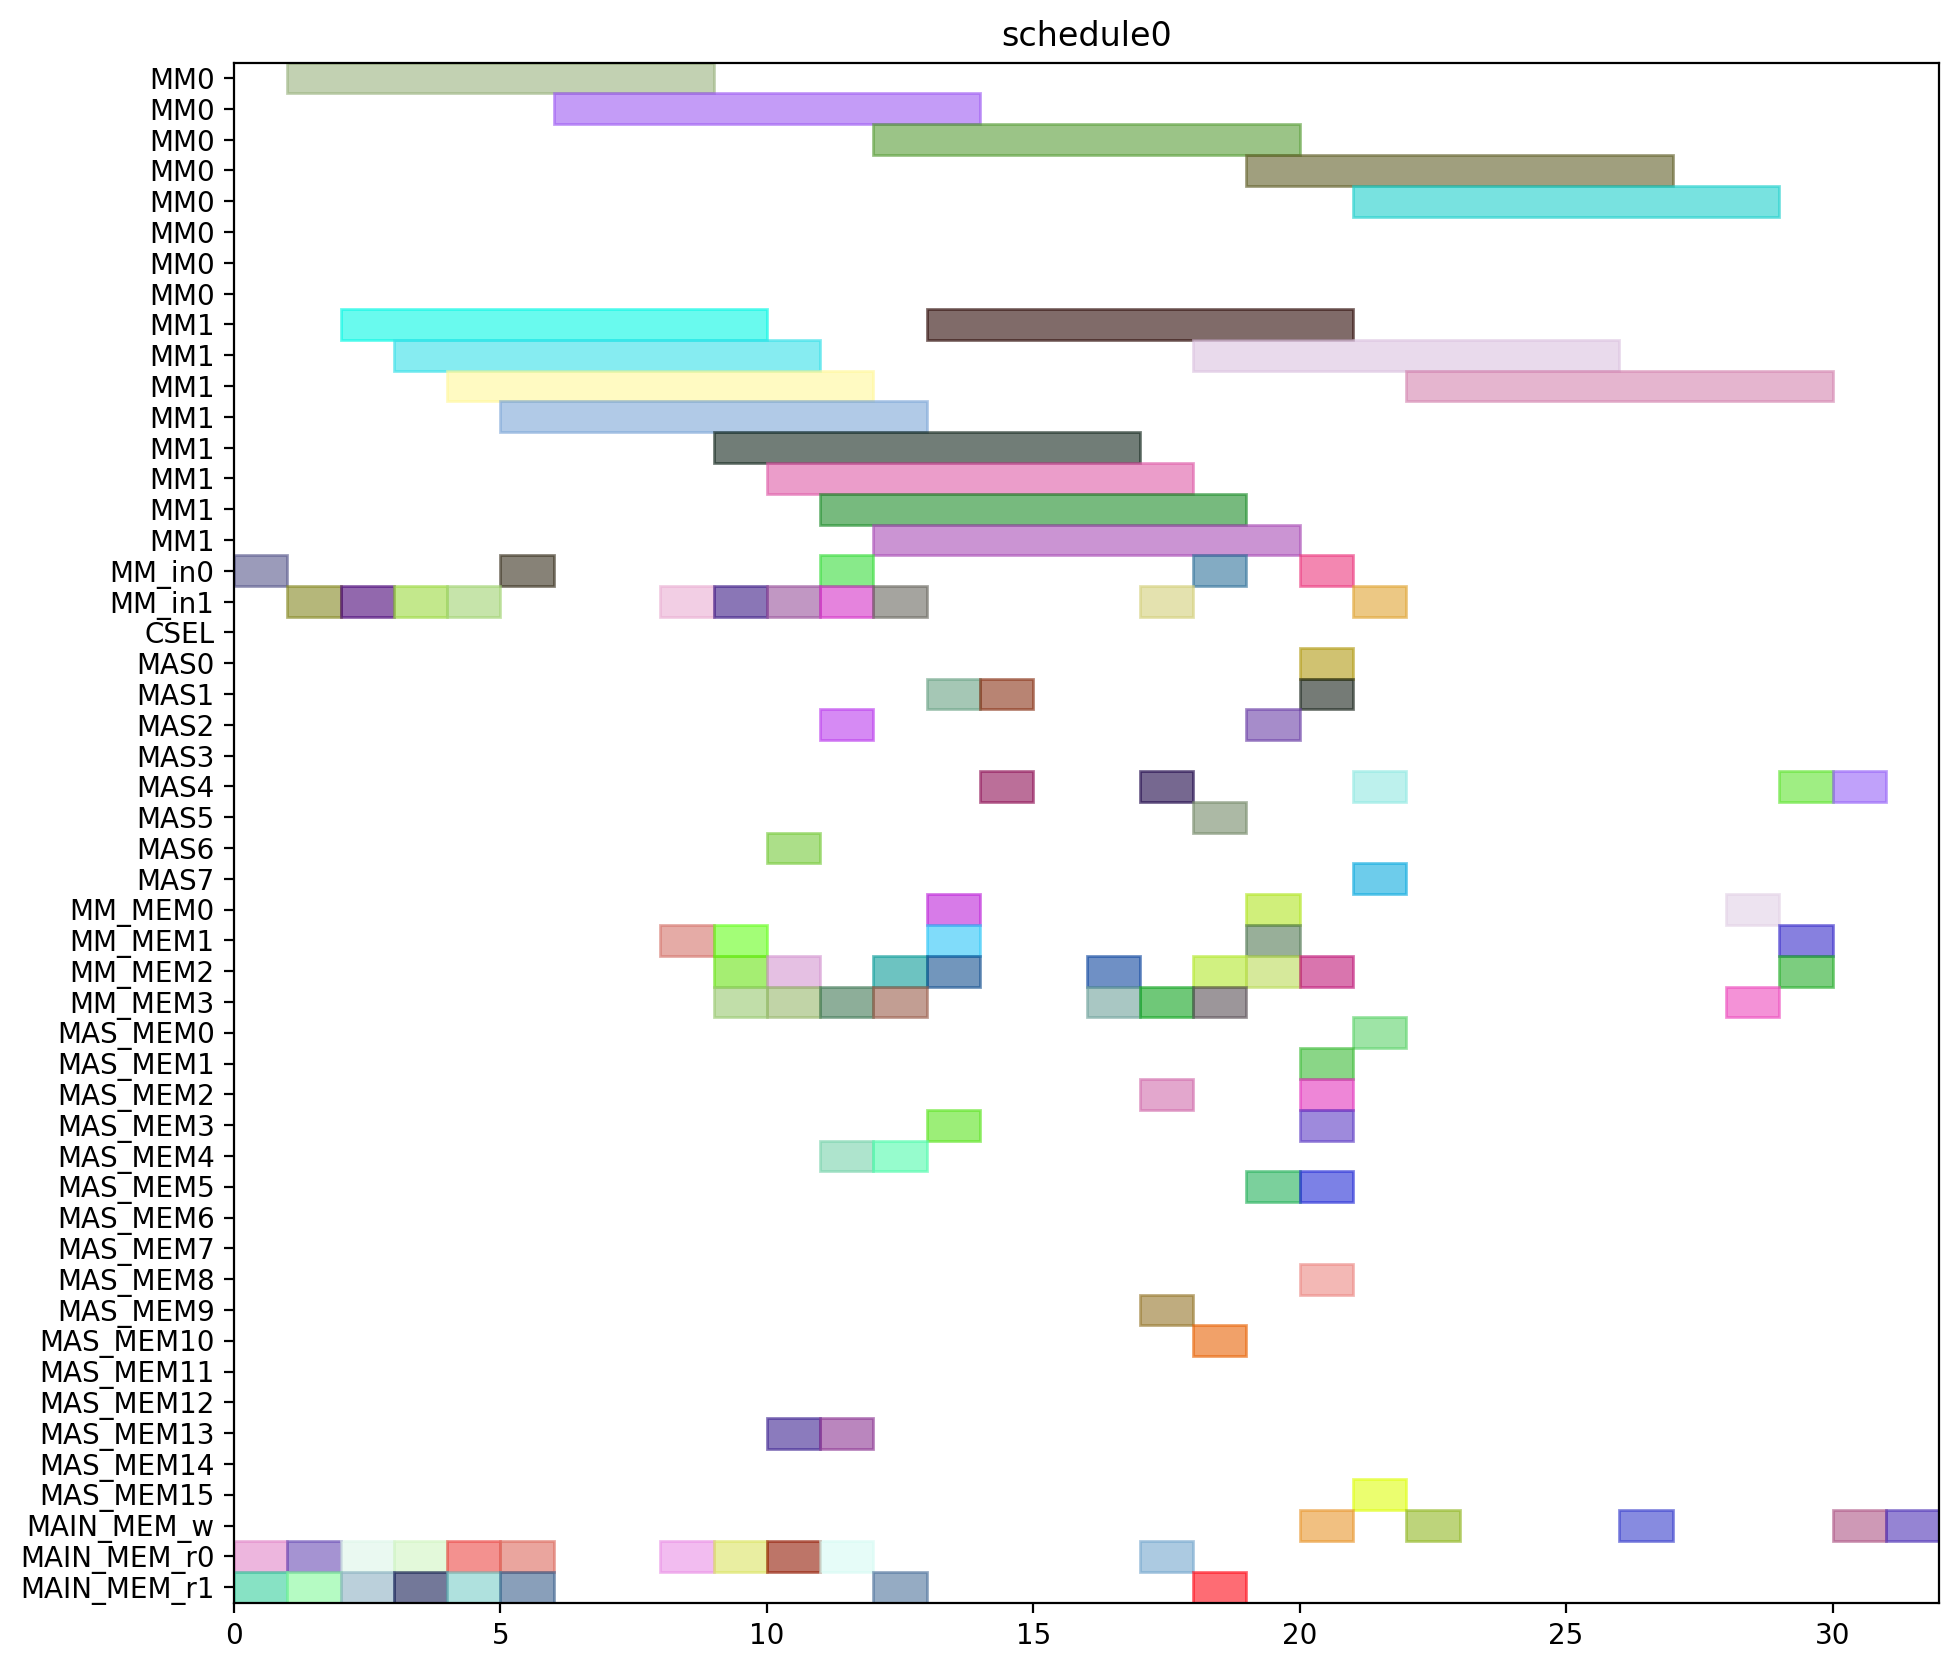 schedule0
MM0
MM0
MM0
MM0
MM0
MM0
MM0
MM0
MM1
MM1
MM1
MM1
MM1
MM1
MM1
MM1
MM_in0
MM_in1
CSEL
MAS0
MAS1
MAS2
MAS3
MAS4
MAS5
MAS6
MAS7
MM_MEM0
MM_MEM1
MM_MEM2
MM_MEM3
MAS_MEM0
MAS_MEM1
MAS_MEM2
MAS_MEM3
MAS_MEM4
MAS_MEM5
MAS_MEM6
MAS_MEM7
MAS_MEM8
MAS_MEM9
MAS_MEM10
MAS_MEM11
MAS_MEM12
MAS_MEM13
MAS_MEM14
MAS_MEM15
MAIN_MEM_w
MAIN_MEM_r0
MAIN_MEM_r1
0 5 10 15 20 25 30